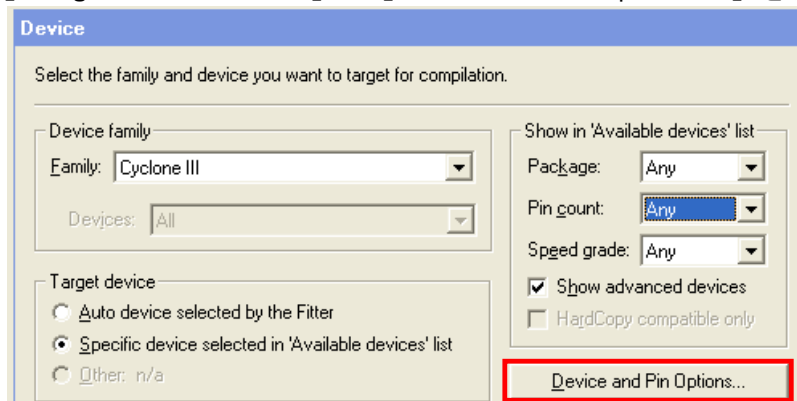 Device
Select the family and device you want to target for compilation.
Device family
Family: Cyclone III
Devices: All
Show in 'Available devices' list
Package: Any
Pin count: Any
Speed grade: Any
Show advanced devices
HardCopy compatible only
Target device
Auto device selected by the Fitter
Specific device selected in 'Available devices' list
Other: n/a
Device and Pin Options...